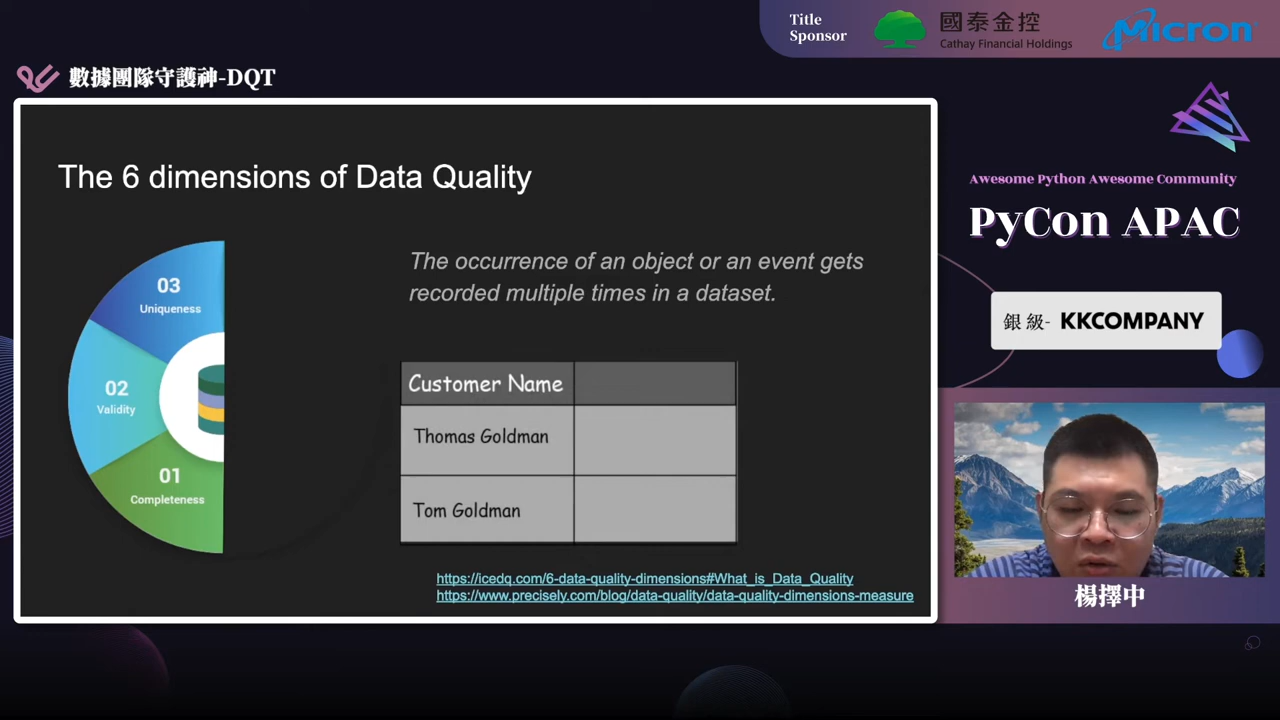 Title
Sponsor
國泰金控
Cathay Financial Holdings
Micron
數據團隊守護神-DQT
The 6 dimensions of Data Quality
03
Uniqueness
02
Validity
01
Completeness
The occurrence of an object or an event gets
recorded multiple times in a dataset.
Customer Name
Thomas Goldman
Tom Goldman
https://icedq.com/6-data-quality-dimensions#What_is_Data_Quality
https://www.precisely.com/blog/data-quality/data-quality-dimensions-measure
Awesome Python Awesome Community
PyCon APAC
銀級- KKCOMPANY
楊擇中